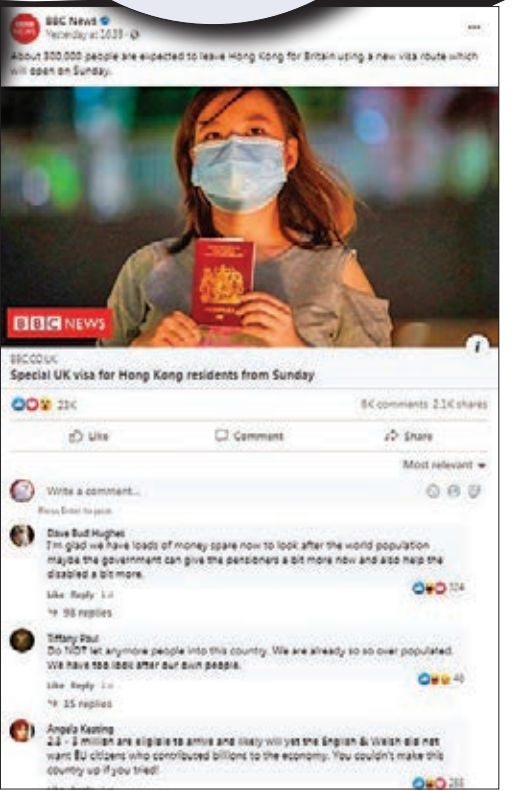 BBC News
Yesterday at 16:35
About 300,000 people are expected to leave Hong Kong for Britain using a new visa route which
will open on Sunday.
BBC NEWS
BBC.CO.UK
Special UK visa for Hong Kong residents from Sunday
23K
6K comments 2.1K shares
Like Comment Share
Most relevant
Write a comment...
Press Enter to post.
Dave Bud Hughes
I'm glad we have loads of money spare now to look after the world population
maybe the government can give the pensioners a bit more now and also help the
disabled a bit more.
324
Like Reply
98 replies
Tiffany Paul
Do NOT let anymore people into this country. We are already so so over populated.
We have too look after our own people.
46
Like Reply
15 replies
Angela Keating
2.5 - 3 million are eligible to arrive and likely will yet the English & Welsh did not
want EU citizens who contributed billions to the economy. You couldn't make this
country up if you tried!